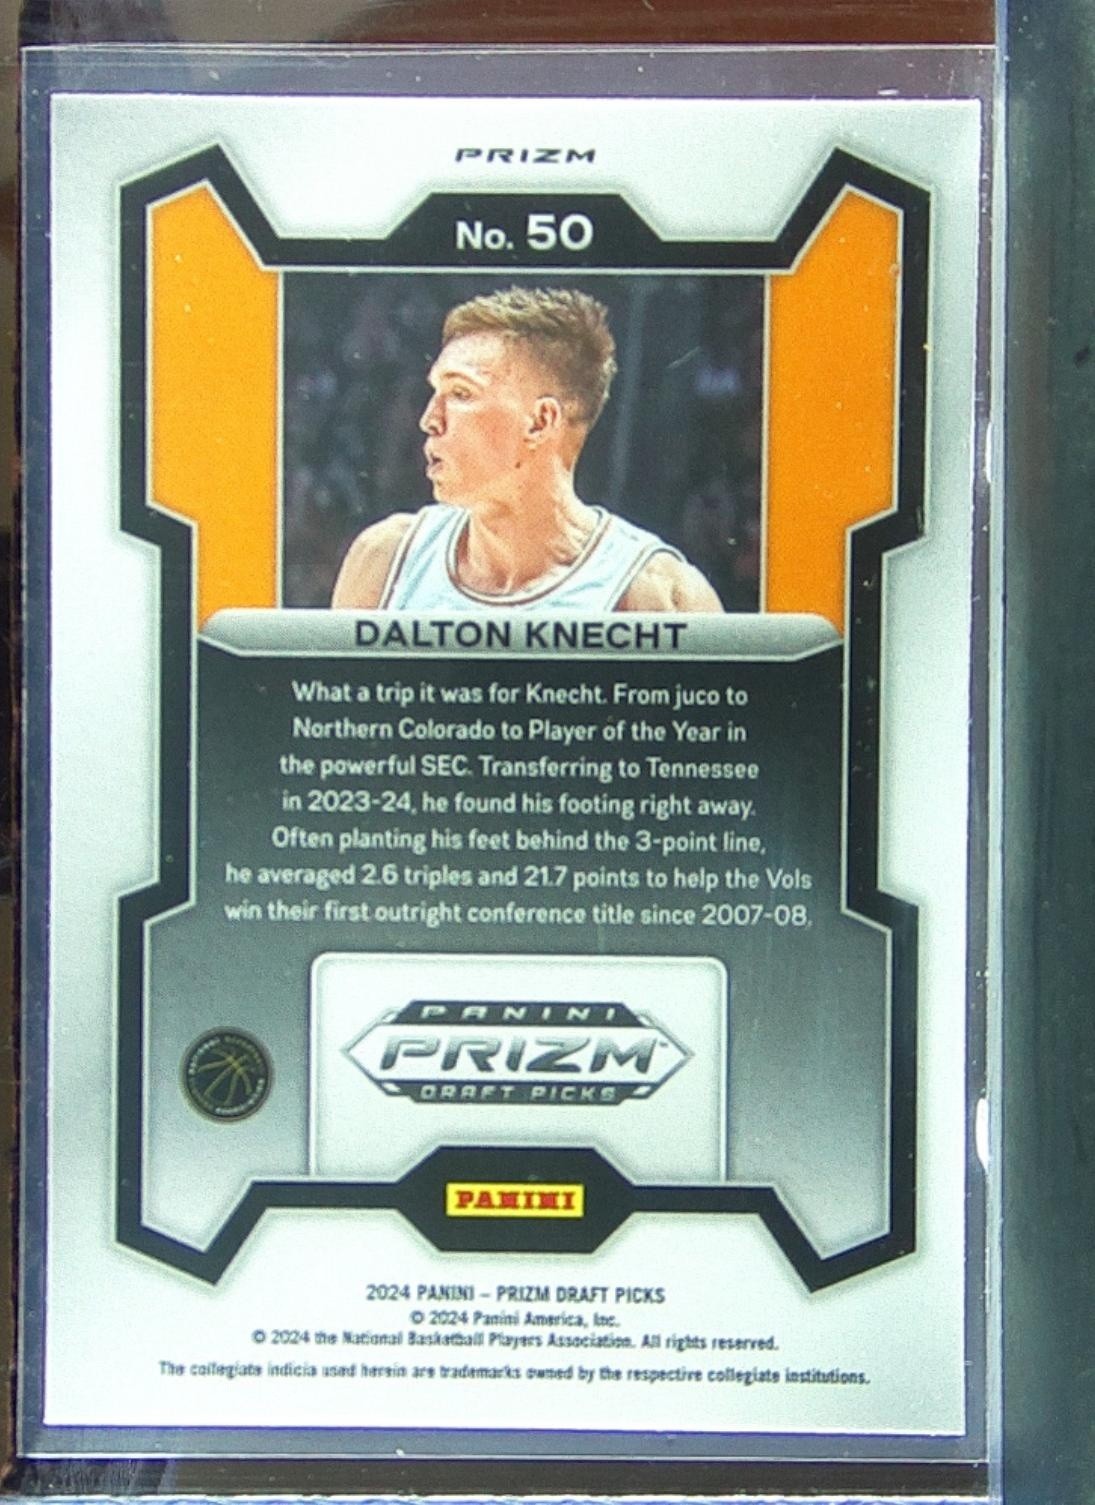 PRIZM
No. 50
DALTON KNECHT
What a trip it was for Knecht. From juco to
Northern Colorado to Player of the Year in
the powerful SEC. Transferring to Tennessee
in 2023-24, he found his footing right away.
Often planting his feet behind the 3-point line,
he averaged 2.6 triples and 21.7 points to help the Vols
win their first outright conference title since 2007-08.
PANINI
PRIZM
DRAFT PICKS
PANINI
2024 PANINI – PRIZM DRAFT PICKS
© 2024 Panini America, Inc.
© 2024 the National Basketball Players Association. All rights reserved.
The collegiate indicia used herein are trademarks owned by the respective collegiate institutions.